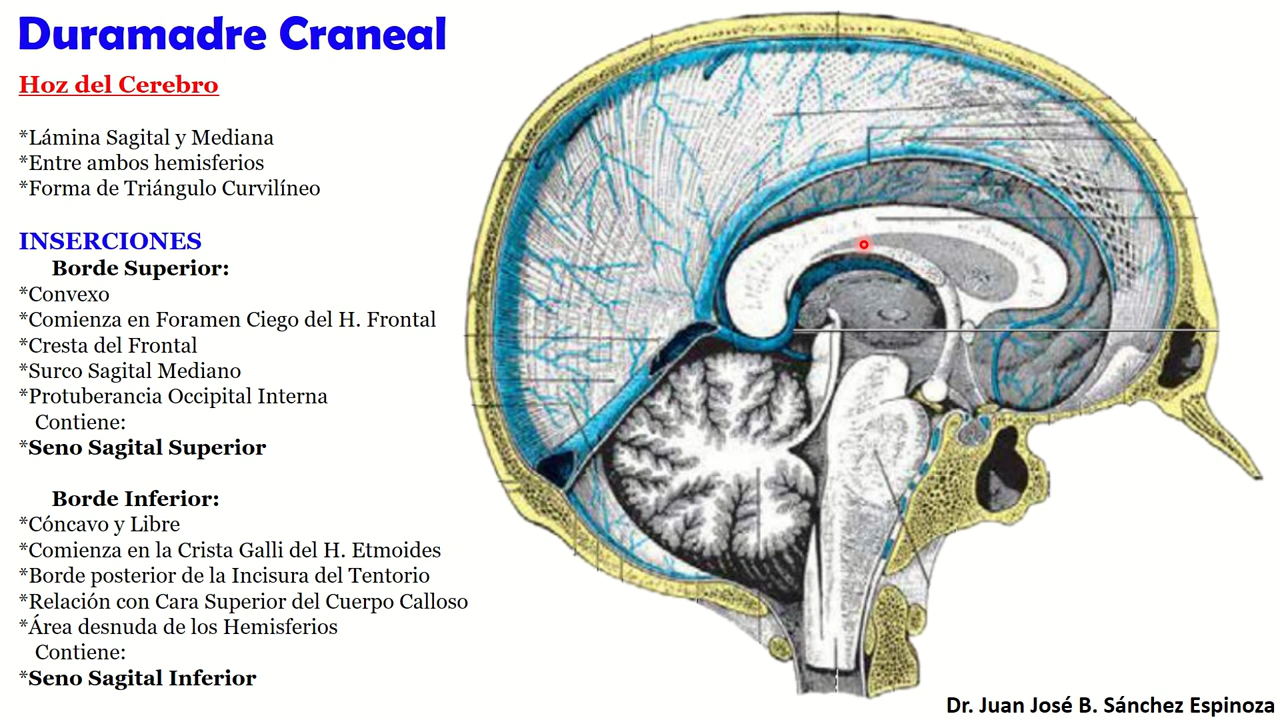 Duramadre Craneal
Hoz del Cerebro
*Lámina Sagital y Mediana
*Entre ambos hemisferios
*Forma de Triángulo Curvilíneo
INSERCIONES
Borde Superior:
*Convexo
*Comienza en Foramen Ciego del H. Frontal
*Cresta del Frontal
*Surco Sagital Mediano
*Protuberancia Occipital Interna
Contiene:
*Seno Sagital Superior
Borde Inferior:
*Cóncavo y Libre
*Comienza en la Crista Galli del H. Etmoides
*Borde posterior de la Incisura del Tentorio
*Relación con Cara Superior del Cuerpo Calloso
*Área desnuda de los Hemisferios
Contiene:
*Seno Sagital Inferior
Dr. Juan José B. Sánchez Espinoza